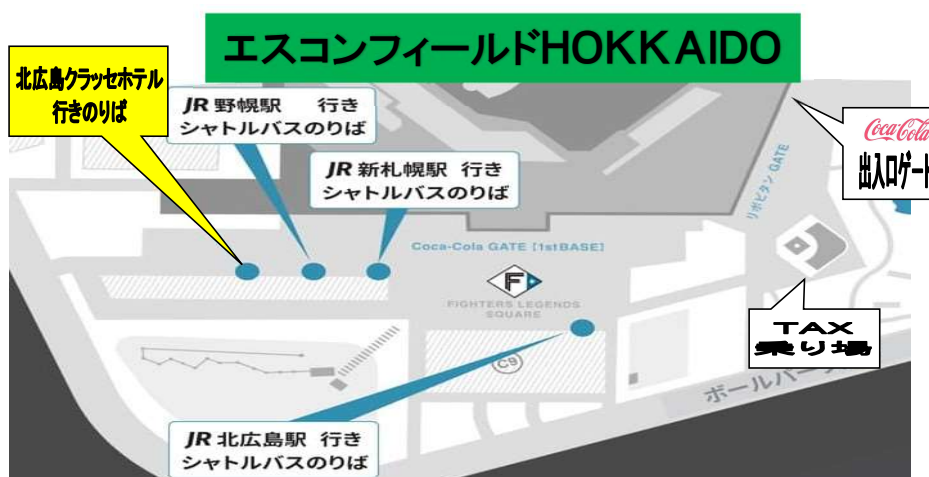 エスコンフィールドHOKKAIDO
北広島クラッセホテル
行きのりば
JR 野幌駅 行き
シャトルバスのりば
JR 新札幌駅 行き
シャトルバスのりば
Coca-Cola
出入口ゲート
リポビタン GATE
Coca-Cola GATE [1stBASE]
F
FIGHTERS LEGENDS
SQUARE
TAX
乗り場
C9
ボールパーク
JR 北広島駅 行き
シャトルバスのりば